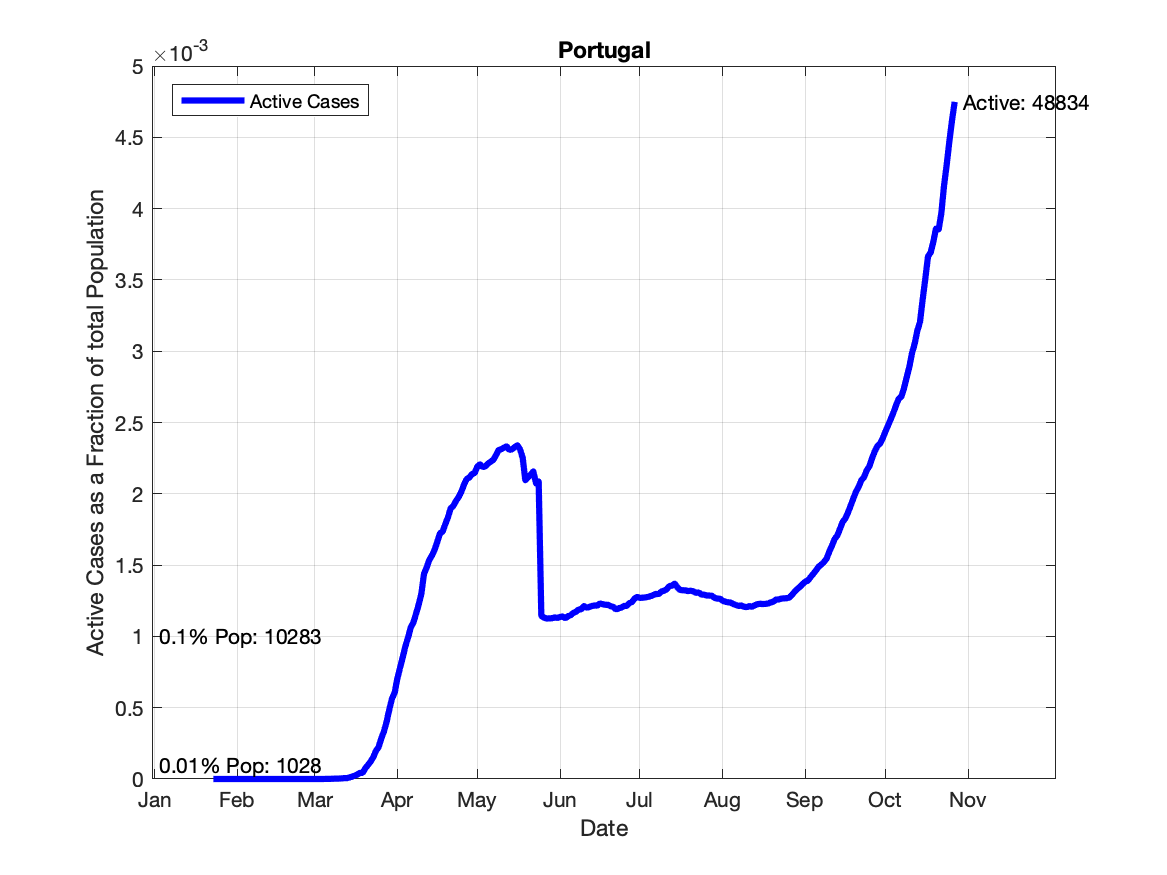 Portugal
×10-3
5
4.5
4
3.5
3
2.5
2
1.5
1
0.5
0
Active Cases as a Fraction of total Population
Active Cases
Active: 48834
0.1% Pop: 10283
0.01% Pop: 1028
Jan Feb Mar Apr May Jun Jul Aug Sep Oct Nov
Date